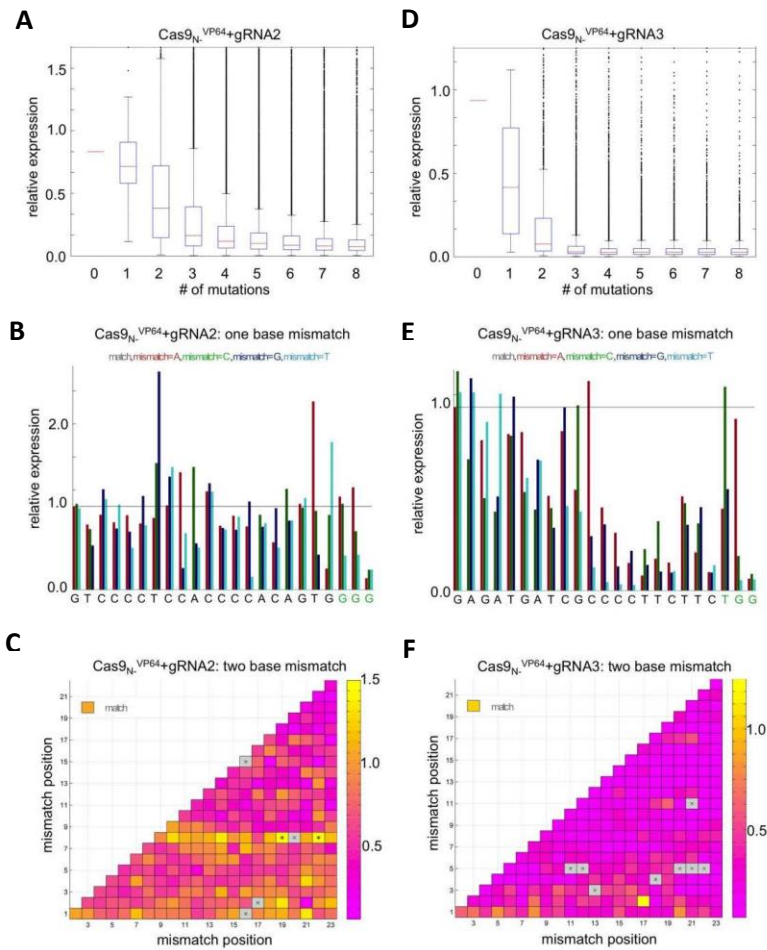 A
Cas9N-VP64+gRNA2
1.5
1.0
0.5
0.0
relative expression
0 1 2 3 4 5 6 7 8
# of mutations
D
Cas9N-VP64+gRNA3
1.0
0.5
0.0
relative expression
0 1 2 3 4 5 6 7 8
# of mutations
B
Cas9N-VP64+gRNA2: one base mismatch
match,mismatch=A,mismatch=C,mismatch=G,mismatch=T
2.0
1.0
0.0
relative expression
G T C C C C T C C A C C C C A C A G T G G G G
E
Cas9N-VP64+gRNA3: one base mismatch
match,mismatch=A,mismatch=C,mismatch=G,mismatch=T
1.0
0.0
relative expression
G A G A T G A T C G C C C C T T C T T C T G G
C
Cas9N-VP64+gRNA2: two base mismatch
match
21
19
17
15
13
11
9
7
5
3
1
mismatch position
3 5 7 9 11 13 15 17 19 21 23
mismatch position
1.5
1.0
0.5
F
Cas9N-VP64+gRNA3: two base mismatch
match
21
19
17
15
13
11
9
7
5
3
1
mismatch position
3 5 7 9 11 13 15 17 19 21 23
mismatch position
1.0
0.5